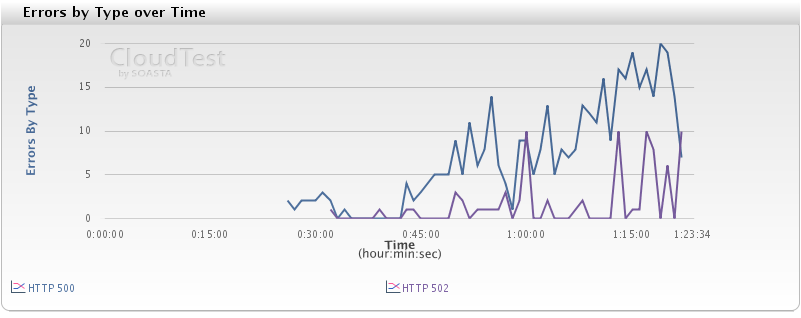 Errors by Type over Time
CloudTest
by SOASTA
Errors By Type
20
15
10
5
0
0:00:00 0:15:00 0:30:00 0:45:00 1:00:00 1:15:00 1:23:34
Time
(hour:min:sec)
HTTP 500 HTTP 502